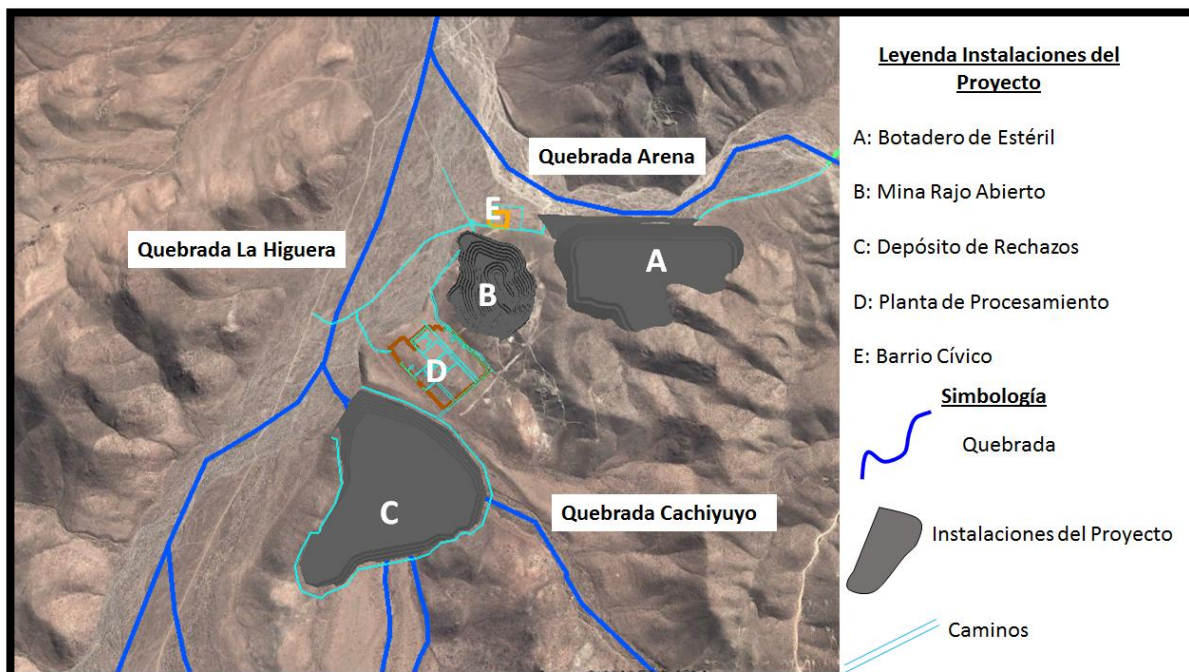 Quebrada Arena
E
Quebrada La Higuera
A
B
D
C
Quebrada Cachiyuyo
Leyenda Instalaciones del
Proyecto
A: Botadero de Estéril
B: Mina Rajo Abierto
C: Depósito de Rechazos
D: Planta de Procesamiento
E: Barrio Cívico
Simbología
Quebrada
Instalaciones del Proyecto
Caminos